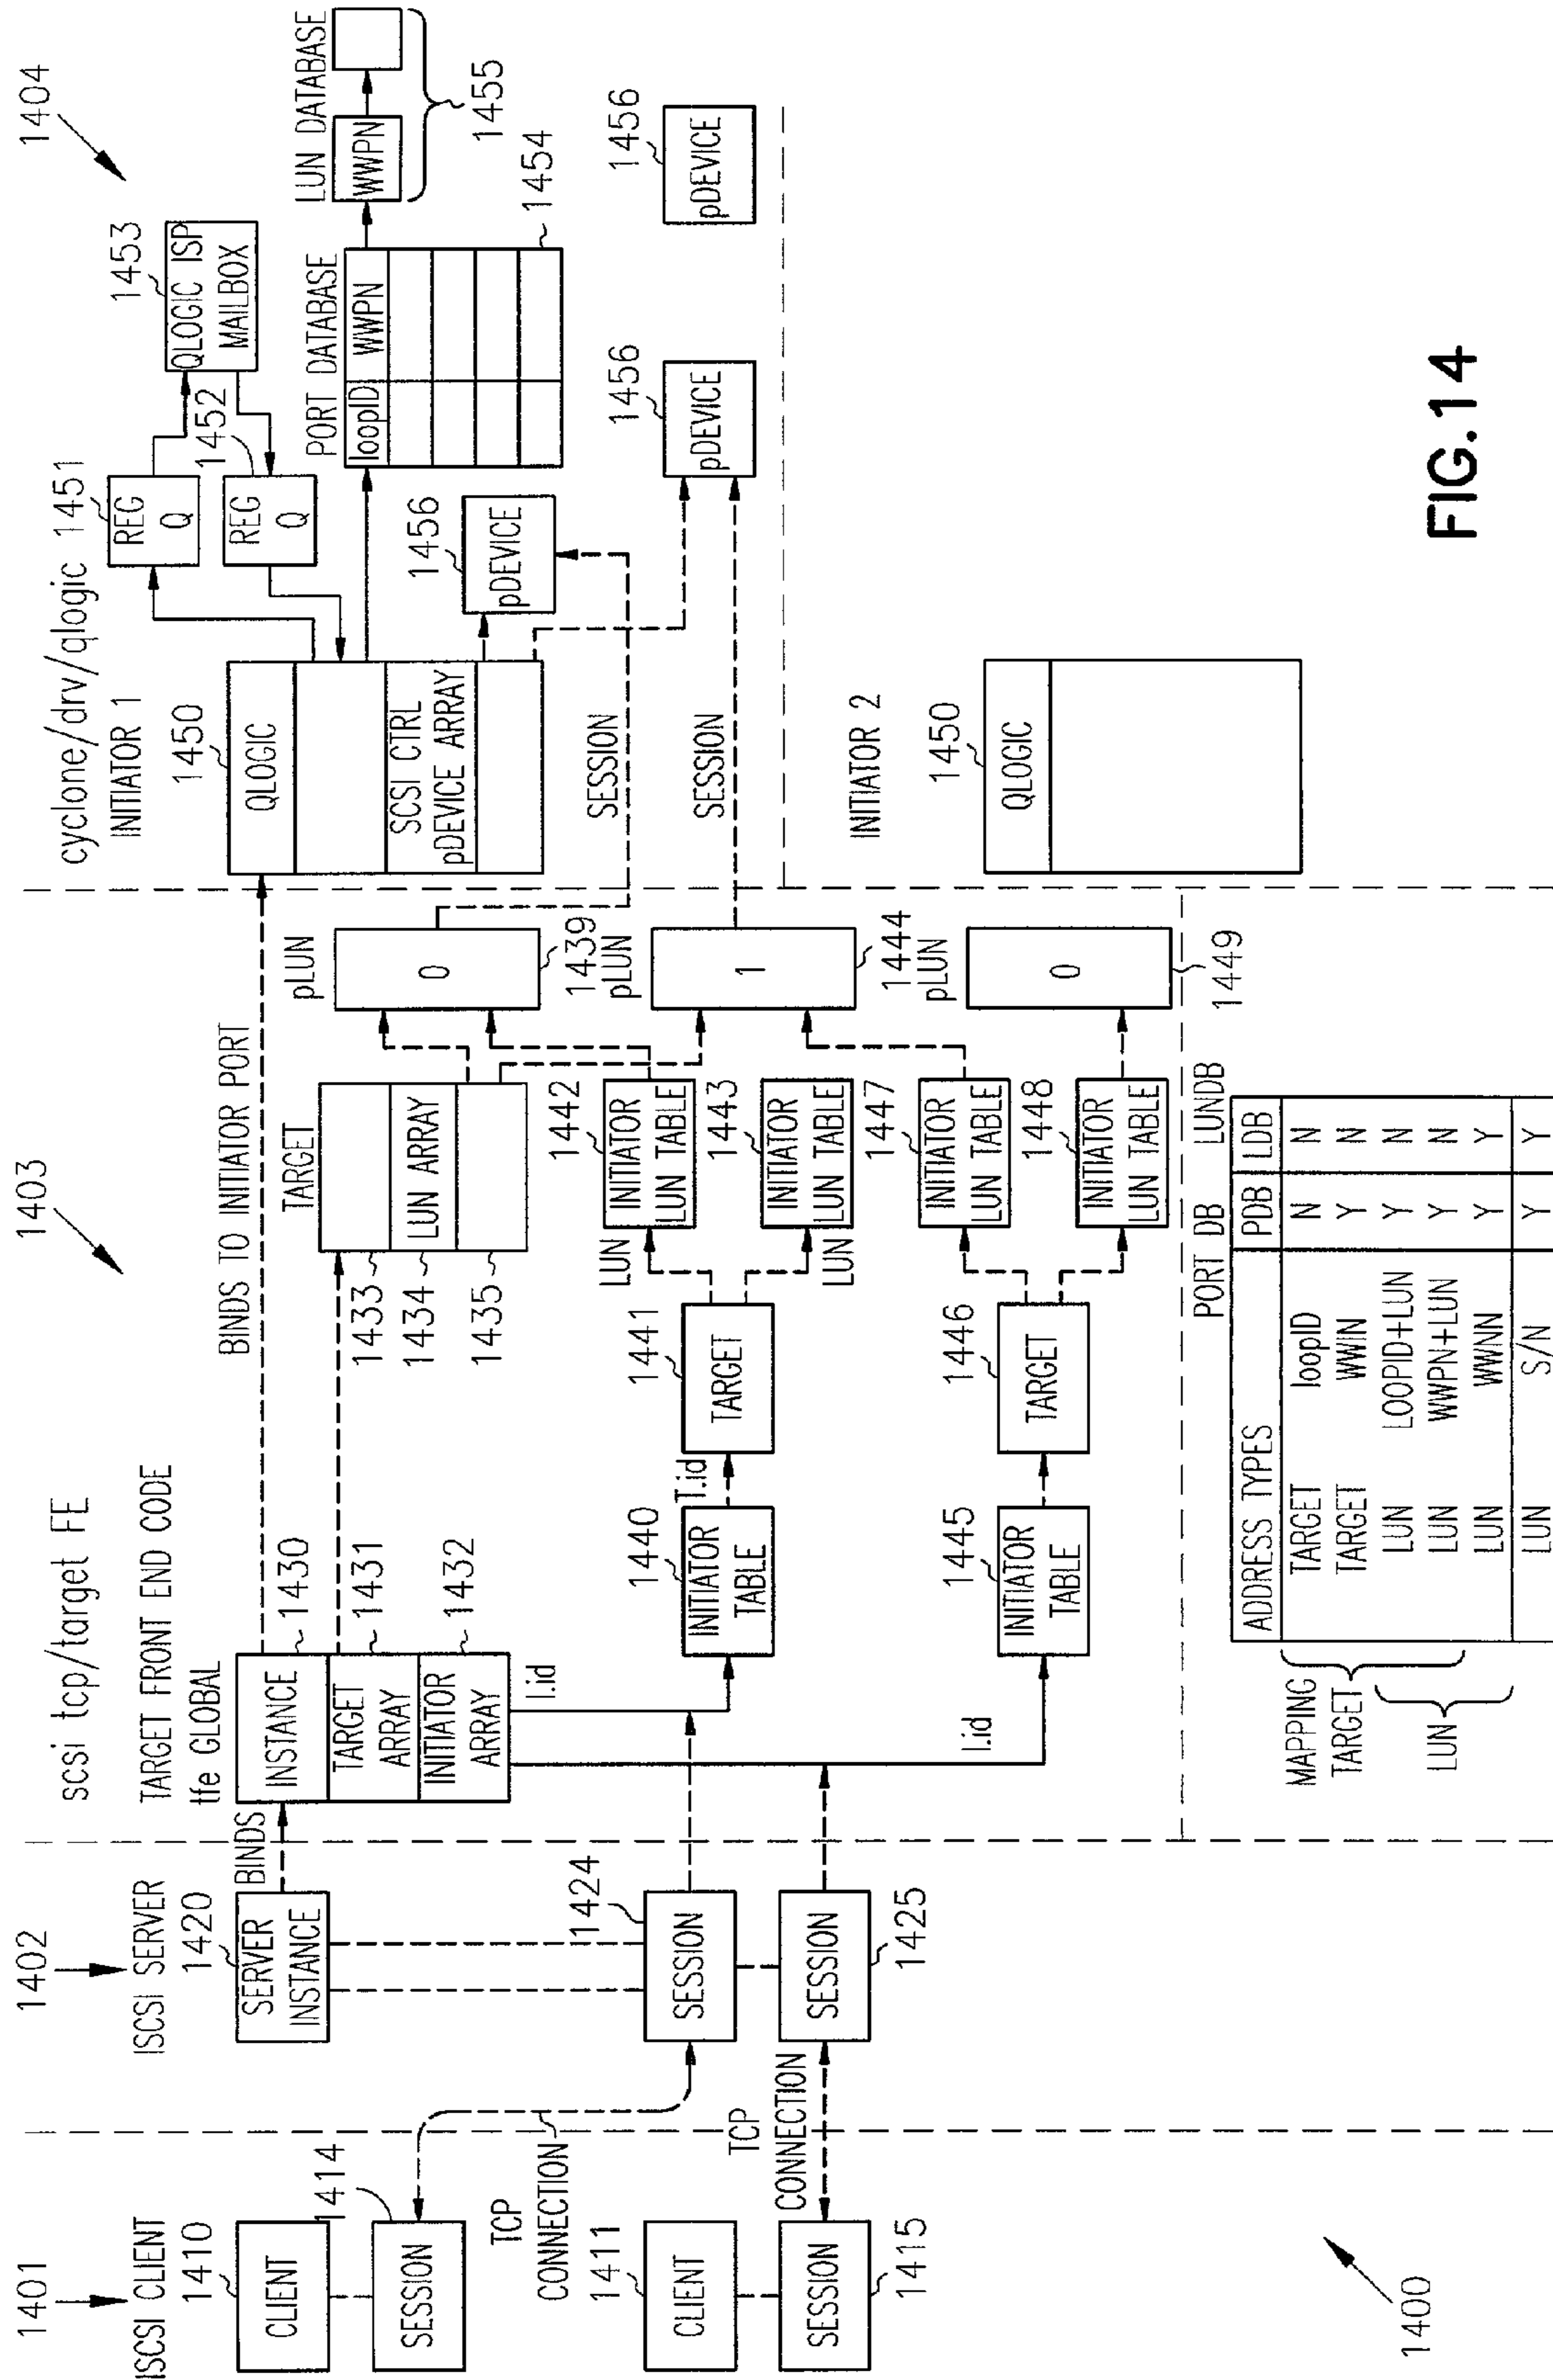 1401
ISCSI CLIENT
1410
CLIENT
1414
SESSION
TCP
CONNECTION
1411
CLIENT
TCP
CONNECTION
SESSION
1415
1400
1402
ISCSI SERVER
1420
SERVER
INSTANCE
BINDS
1424
SESSION
SESSION
1425
1403
scsi tcp/target FE
TARGET FRONT END CODE
tfe GLOBAL
BINDS TO INITIATOR PORT
INSTANCE
1430
TARGET
ARRAY
1431
INITIATOR
ARRAY
1432
I.id
I.id
TARGET
1433
LUN ARRAY
1434
1435
1440
INITIATOR
TABLE
T.id
1441
TARGET
LUN
LUN
1442
INITIATOR
LUN TABLE
1443
INITIATOR
LUN TABLE
1445
INITIATOR
TABLE
1446
TARGET
1447
INITIATOR
LUN TABLE
1448
INITIATOR
LUN TABLE
pLUN
0
1439
pLUN
1
1444
pLUN
0
1449
PORT DB LUNDB
ADDRESS TYPES PDB LDB
TARGET loopID N N
TARGET WWIN Y N
LUN LOOPID+LUN Y N
LUN WWPN+LUN Y N
LUN WWNN Y Y
LUN S/N Y Y
MAPPING
TARGET
LUN
1404
cyclone/drv/qlogic
INITIATOR 1
1450
QLOGIC
SCSI CTRL
pDEVICE ARRAY
1451
REG
Q
1452
REG
Q
1453
QLOGIC ISP
MAILBOX
PORT DATABASE
loopID WWPN
1454
LUN DATABASE
WWPN
1455
1456
pDEVICE
1456
pDEVICE
1456
pDEVICE
SESSION
SESSION
INITIATOR 2
1450
QLOGIC
FIG.14